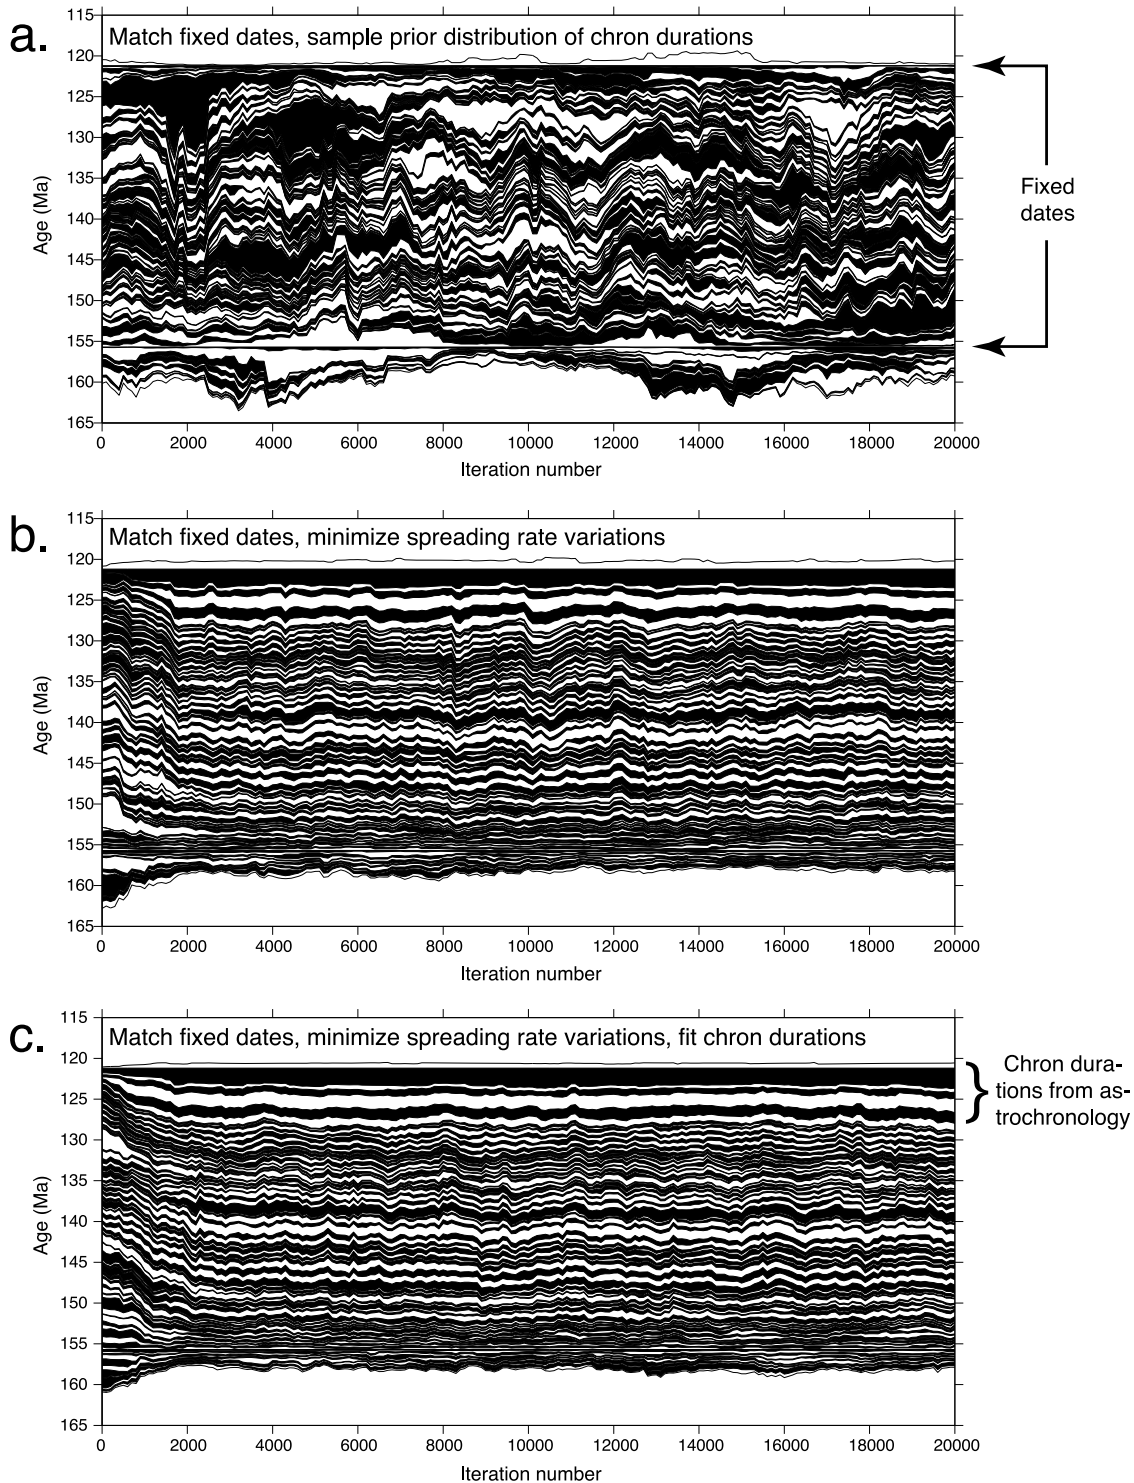 a.
Match fixed dates, sample prior distribution of chron durations
115
120
125
130
135
140
145
150
155
160
165
Age (Ma)
0 2000 4000 6000 8000 10000 12000 14000 16000 18000 20000
Iteration number
Fixed
dates
b.
Match fixed dates, minimize spreading rate variations
115
120
125
130
135
140
145
150
155
160
165
Age (Ma)
0 2000 4000 6000 8000 10000 12000 14000 16000 18000 20000
Iteration number
c.
Match fixed dates, minimize spreading rate variations, fit chron durations
115
120
125
130
135
140
145
150
155
160
165
Age (Ma)
0 2000 4000 6000 8000 10000 12000 14000 16000 18000 20000
Iteration number
Chron dura-
tions from as-
trochronology